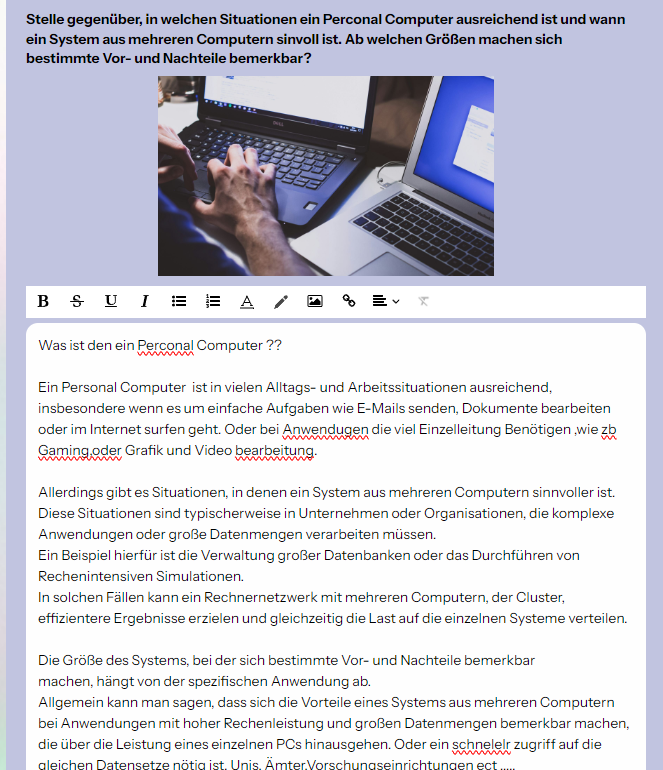 Stelle gegenüber, in welchen Situationen ein Perconal Computer ausreichend ist und wann
ein System aus mehreren Computern sinvoll ist. Ab welchen Größen machen sich
bestimmte Vor- und Nachteile bemerkbar?
DELL
B S U I A
Was ist den ein Perconal Computer ??
Ein Personal Computer ist in vielen Alltags- und Arbeitssituationen ausreichend,
insbesondere wenn es um einfache Aufgaben wie E-Mails senden, Dokumente bearbeiten
oder im Internet surfen geht. Oder bei Anwendugen die viel Einzelleitung Benötigen ,wie zb
Gaming,oder Grafik und Video bearbeitung.
Allerdings gibt es Situationen, in denen ein System aus mehreren Computern sinnvoller ist.
Diese Situationen sind typischerweise in Unternehmen oder Organisationen, die komplexe
Anwendungen oder große Datenmengen verarbeiten müssen.
Ein Beispiel hierfür ist die Verwaltung großer Datenbanken oder das Durchführen von
Rechenintensiven Simulationen.
In solchen Fällen kann ein Rechnernetzwerk mit mehreren Computern, der Cluster,
effizientere Ergebnisse erzielen und gleichzeitig die Last auf die einzelnen Systeme verteilen.
Die Größe des Systems, bei der sich bestimmte Vor- und Nachteile bemerkbar
machen, hängt von der spezifischen Anwendung ab.
Allgemein kann man sagen, dass sich die Vorteile eines Systems aus mehreren Computern
bei Anwendungen mit hoher Rechenleistung und großen Datenmengen bemerkbar machen,
die über die Leistung eines einzelnen PCs hinausgehen. Oder ein schnelelr zugriff auf die
gleichen Datensetze nötig ist. Unis, Ämter,Vorschungseinrichtungen ect .....